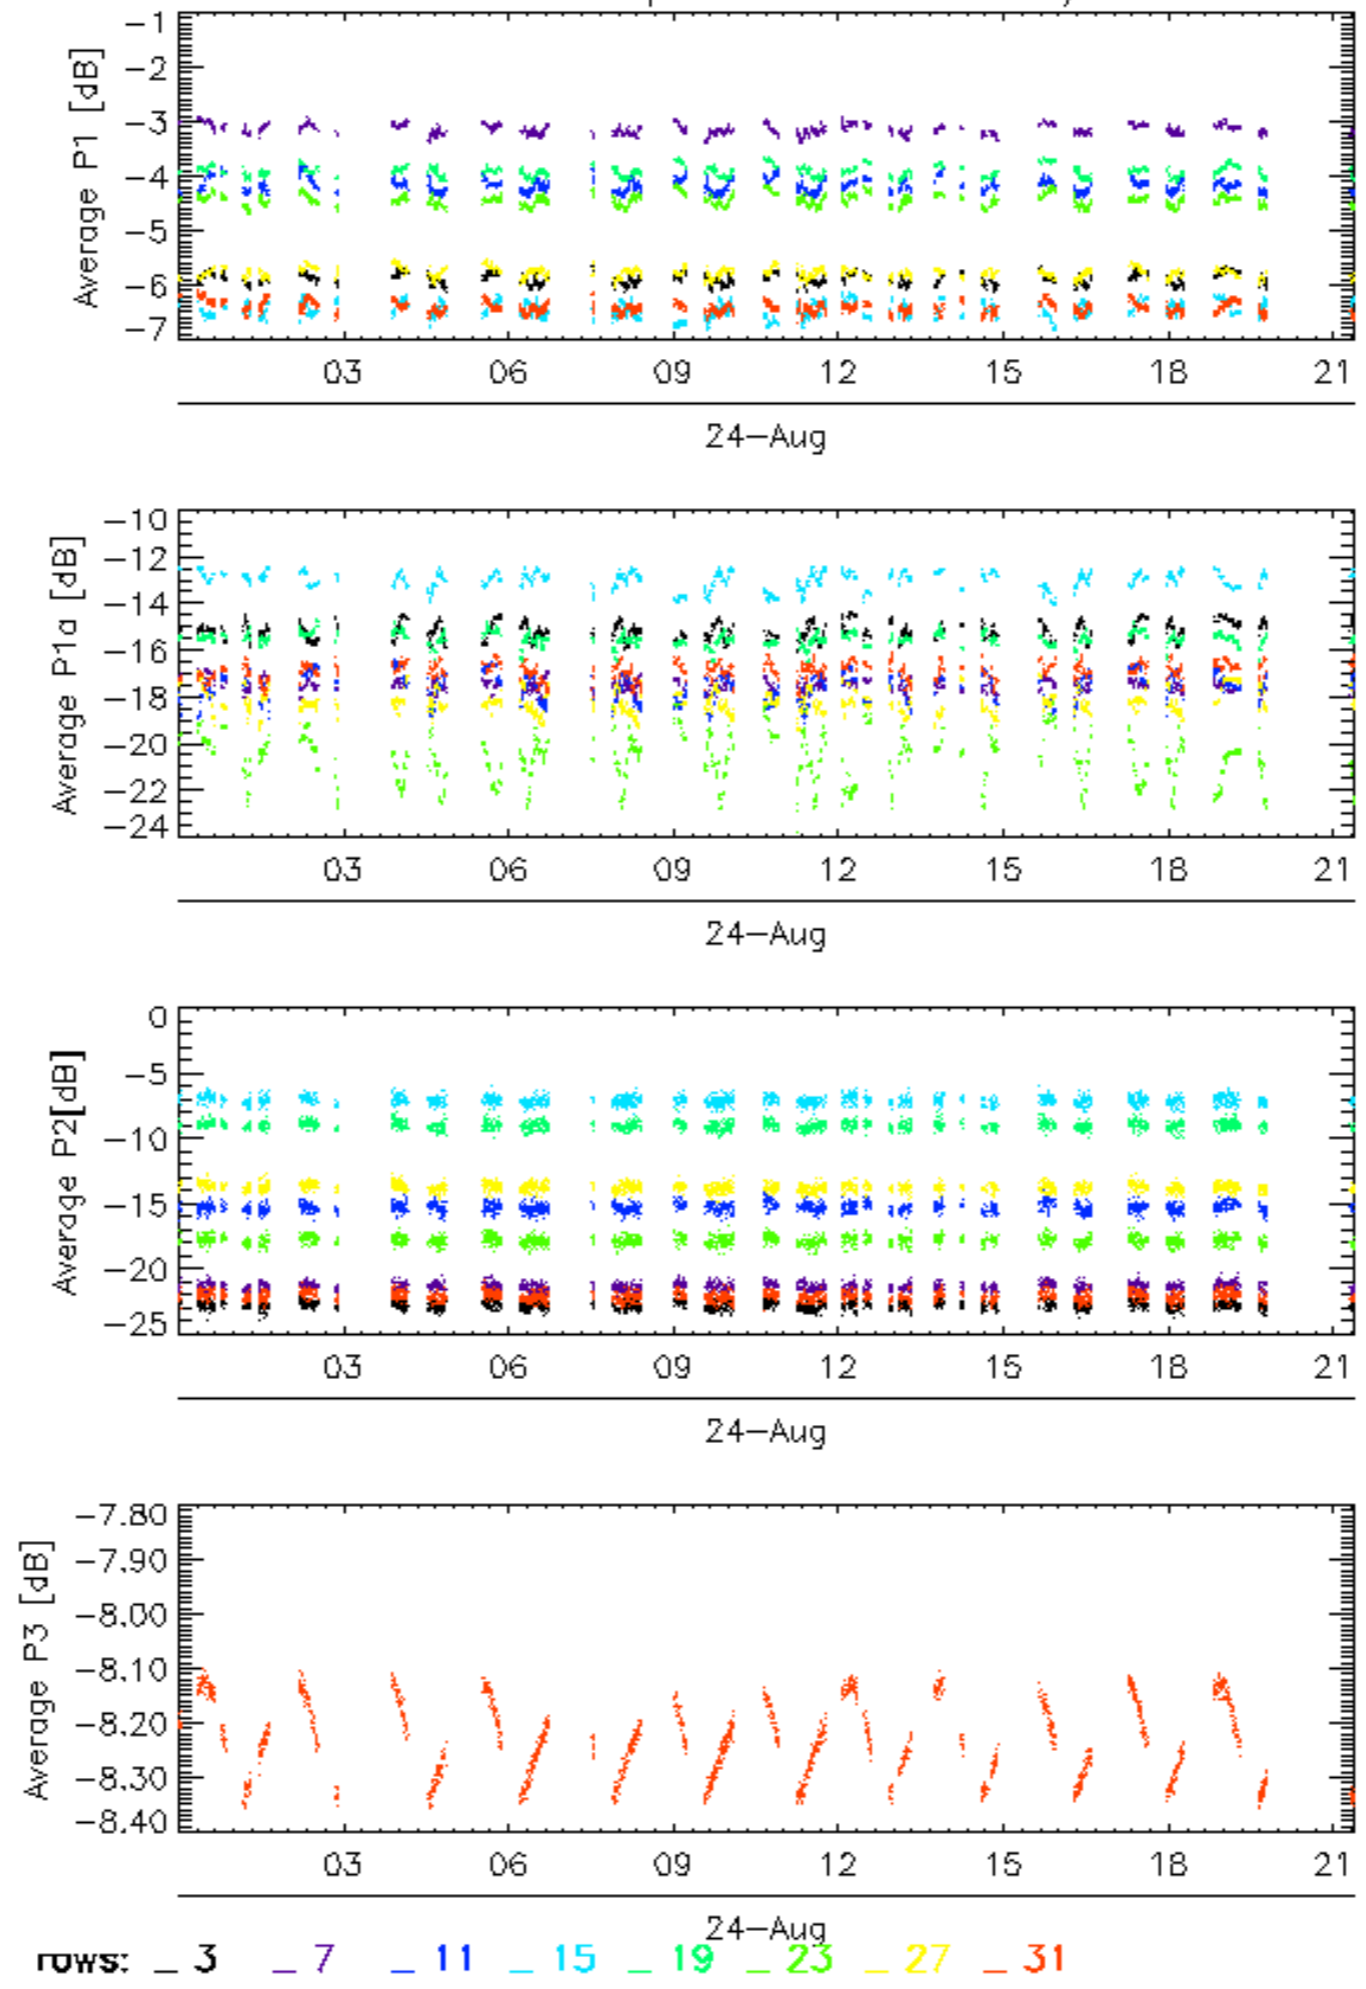 Average P1 [dB]
-1
-2
-3
-4
-5
-6
-7
03 06 09 12 15 18 21
24-Aug
Average P1a [dB]
-10
-12
-14
-16
-18
-20
-22
-24
03 06 09 12 15 18 21
24-Aug
Average P2[dB]
0
-5
-10
-15
-20
-25
03 06 09 12 15 18 21
24-Aug
Average P3 [dB]
-7.80
-7.90
-8.00
-8.10
-8.20
-8.30
-8.40
03 06 09 12 15 18 21
24-Aug
rows: _ 3 _ 7 _ 11 _ 15 _ 19 _ 23 _ 27 _ 31